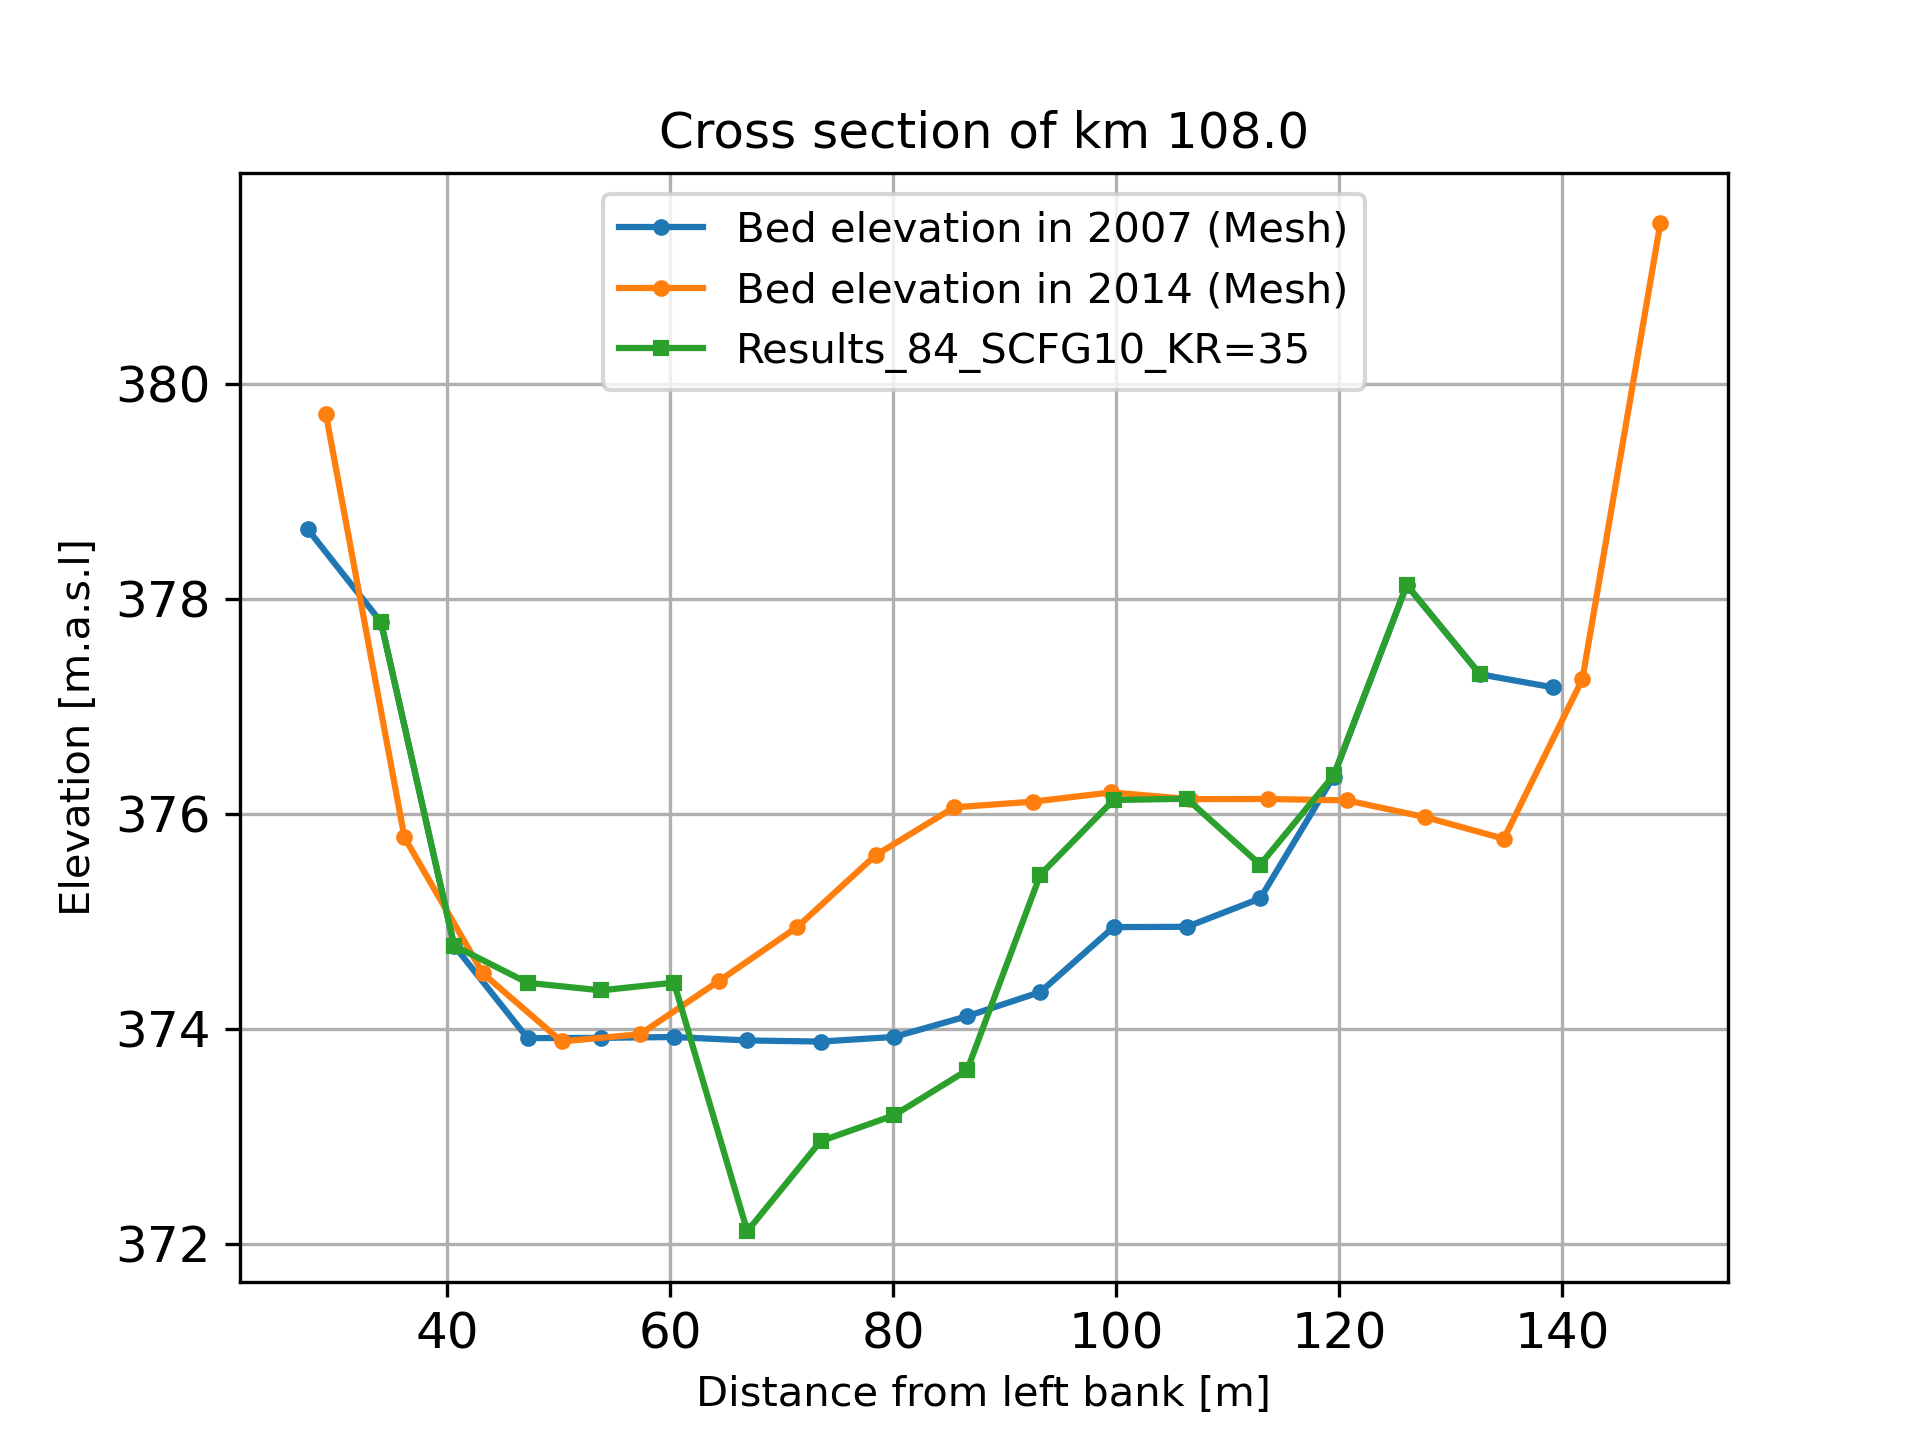 Cross section of km 108.0
Bed elevation in 2007 (Mesh)
Bed elevation in 2014 (Mesh)
Results_84_SCFG10_KR=35
380
378
376
374
372
Elevation [m.a.s.l]
40 60 80 100 120 140
Distance from left bank [m]